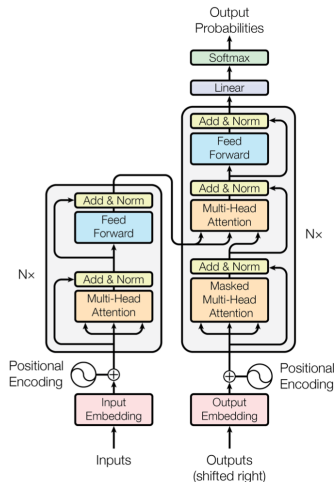 Output
Probabilities
Softmax
Linear
Add & Norm
Feed
Forward
Add & Norm
Multi-Head
Attention
Add & Norm
Masked
Multi-Head
Attention
N×
Add & Norm
Feed
Forward
Add & Norm
Multi-Head
Attention
N×
Positional
Encoding
Positional
Encoding
Input
Embedding
Output
Embedding
Inputs
Outputs
(shifted right)